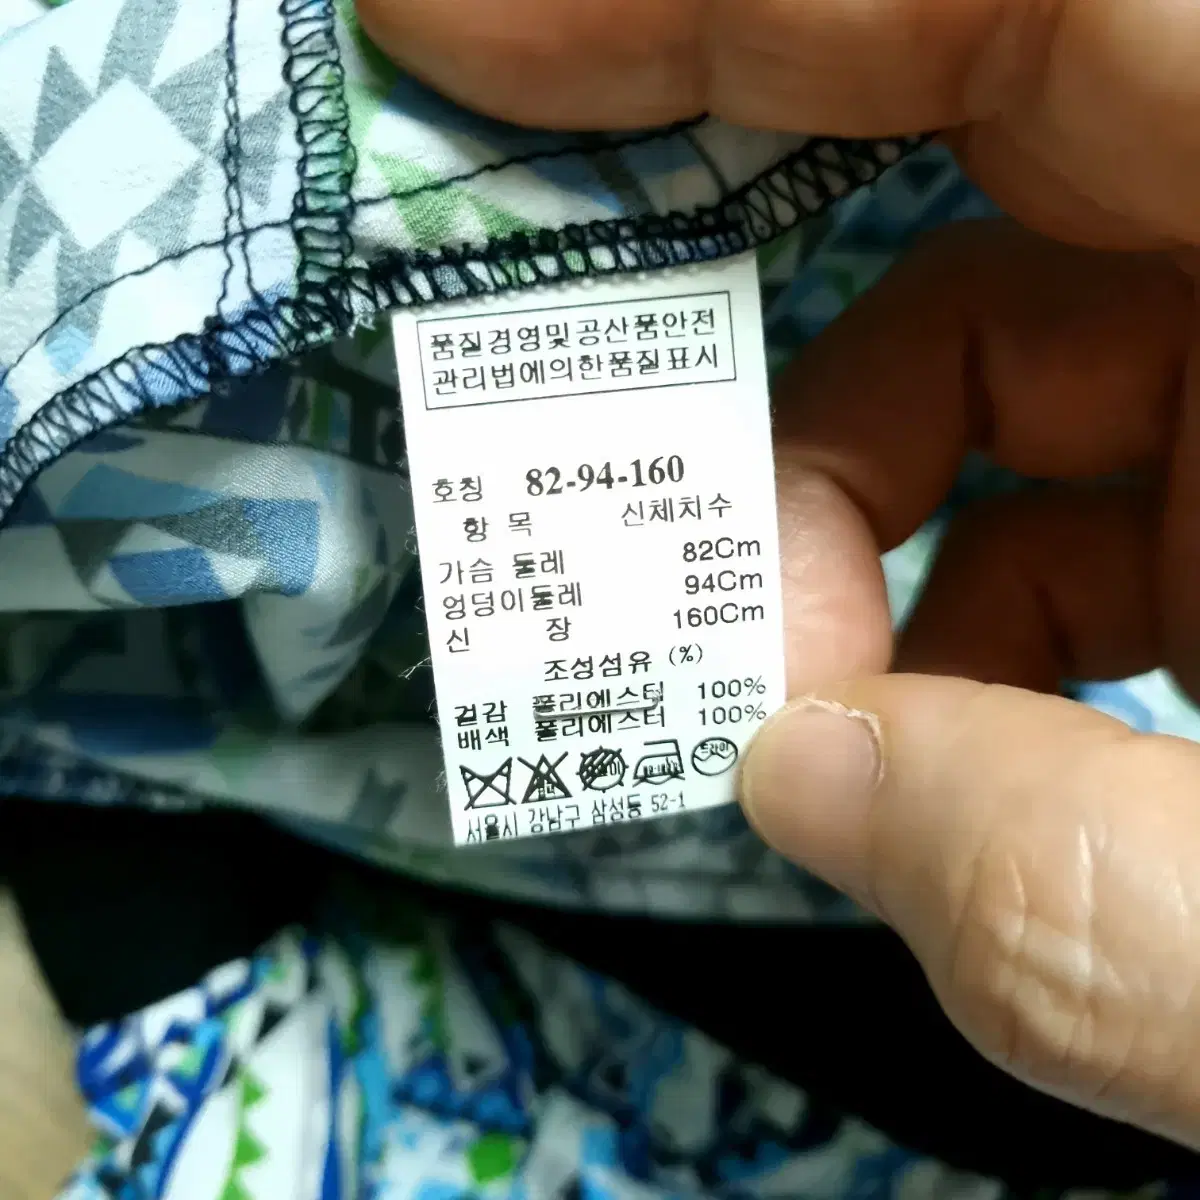 품질경영및공산품안전
관리법에의한품질표시
호칭 82-94-160
항 목 신체치수
가슴 둘레 82Cm
엉덩이둘레 94Cm
신 장 160Cm
조성섬유 (%)
겉감 폴리에스터 100%
배색 폴리에스터 100%
드라이
서울시 강남구 삼성동 52-1